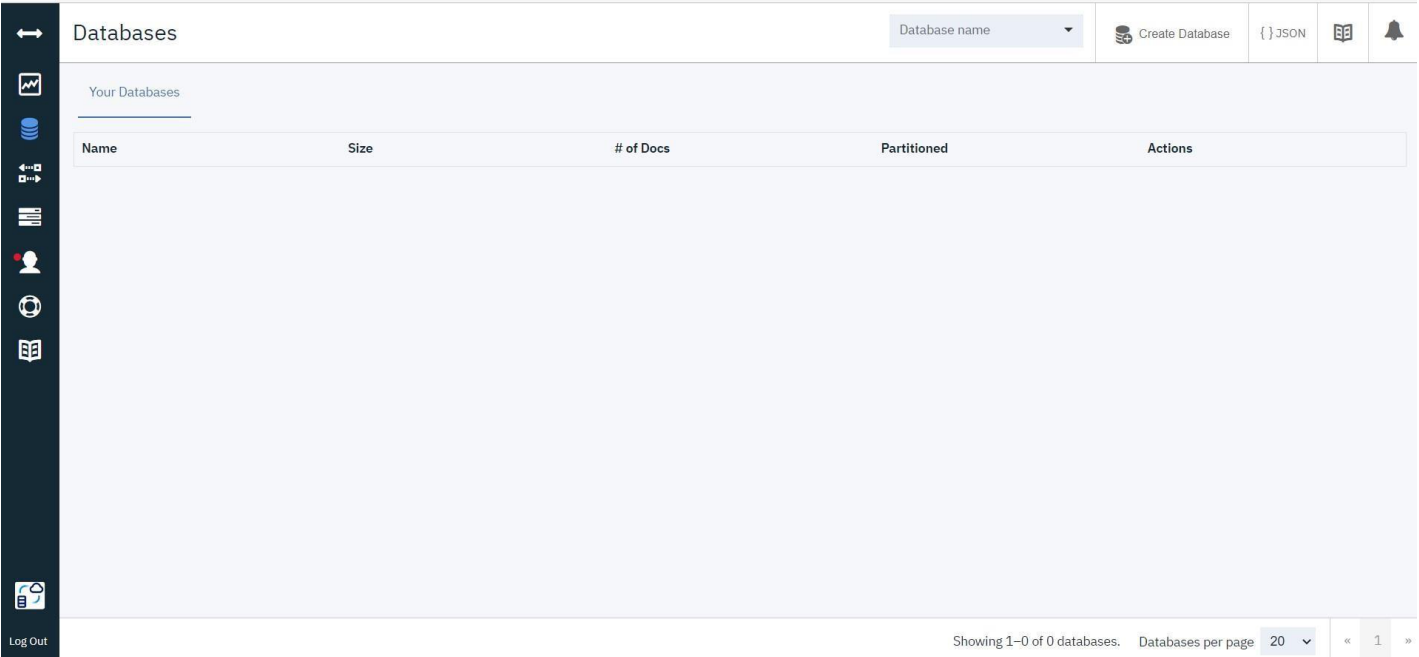 Databases
Database name
Create Database
{ } JSON
Your Databases
Name Size # of Docs Partitioned Actions
Log Out
Showing 1–0 of 0 databases. Databases per page 20 « 1 »